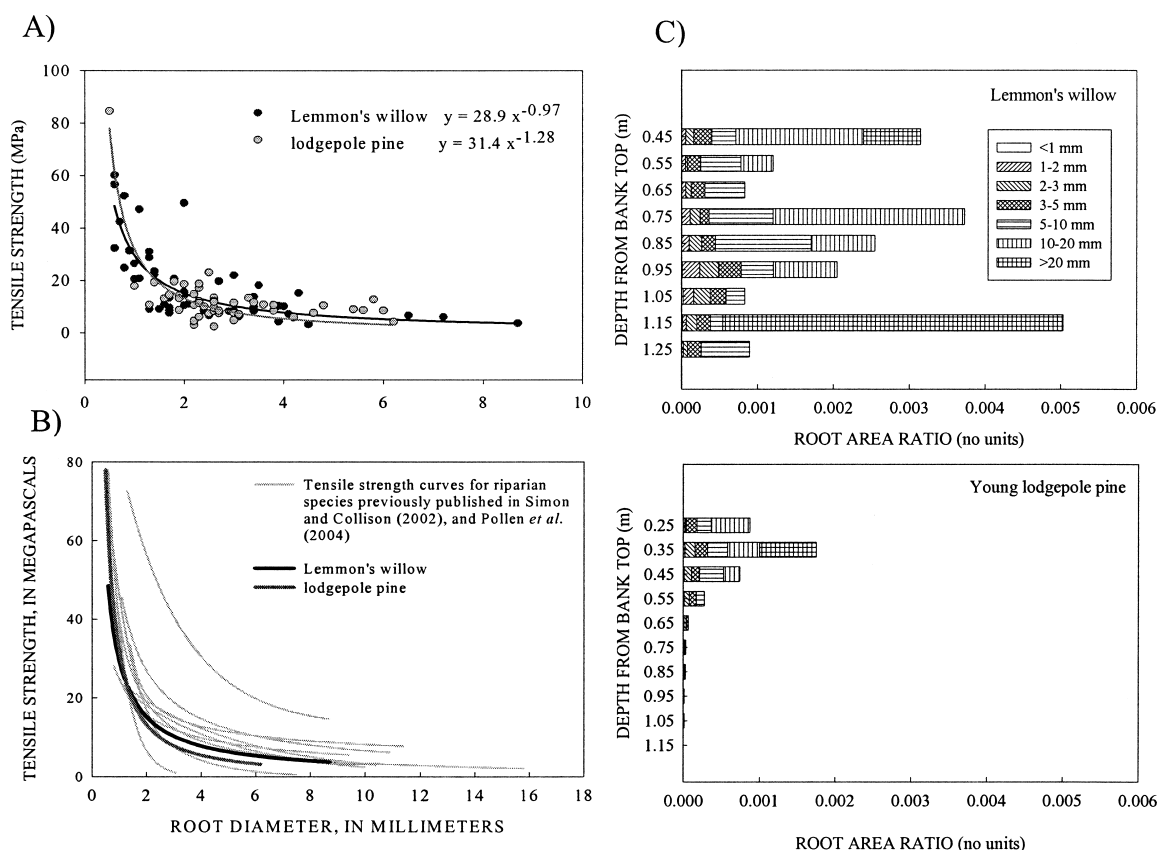 A)
TENSILE STRENGTH (MPa)
100
80
60
40
20
0
0 2 4 6 8 10
Lemmon's willow y = 28.9 x^-0.97
lodgepole pine y = 31.4 x^-1.28
B)
TENSILE STRENGTH, IN MEGAPASCALS
80
60
40
20
0
0 2 4 6 8 10 12 14 16 18
ROOT DIAMETER, IN MILLIMETERS
Tensile strength curves for riparian
species previously published in Simon
and Collison (2002), and Pollen et al.
(2004)
Lemmon's willow
lodgepole pine
C)
Lemmon's willow
DEPTH FROM BANK TOP (m)
0.45
0.55
0.65
0.75
0.85
0.95
1.05
1.15
1.25
<1 mm
1-2 mm
2-3 mm
3-5 mm
5-10 mm
10-20 mm
>20 mm
0.000 0.001 0.002 0.003 0.004 0.005 0.006
ROOT AREA RATIO (no units)
Young lodgepole pine
DEPTH FROM BANK TOP (m)
0.25
0.35
0.45
0.55
0.65
0.75
0.85
0.95
1.05
1.15
0.000 0.001 0.002 0.003 0.004 0.005 0.006
ROOT AREA RATIO (no units)